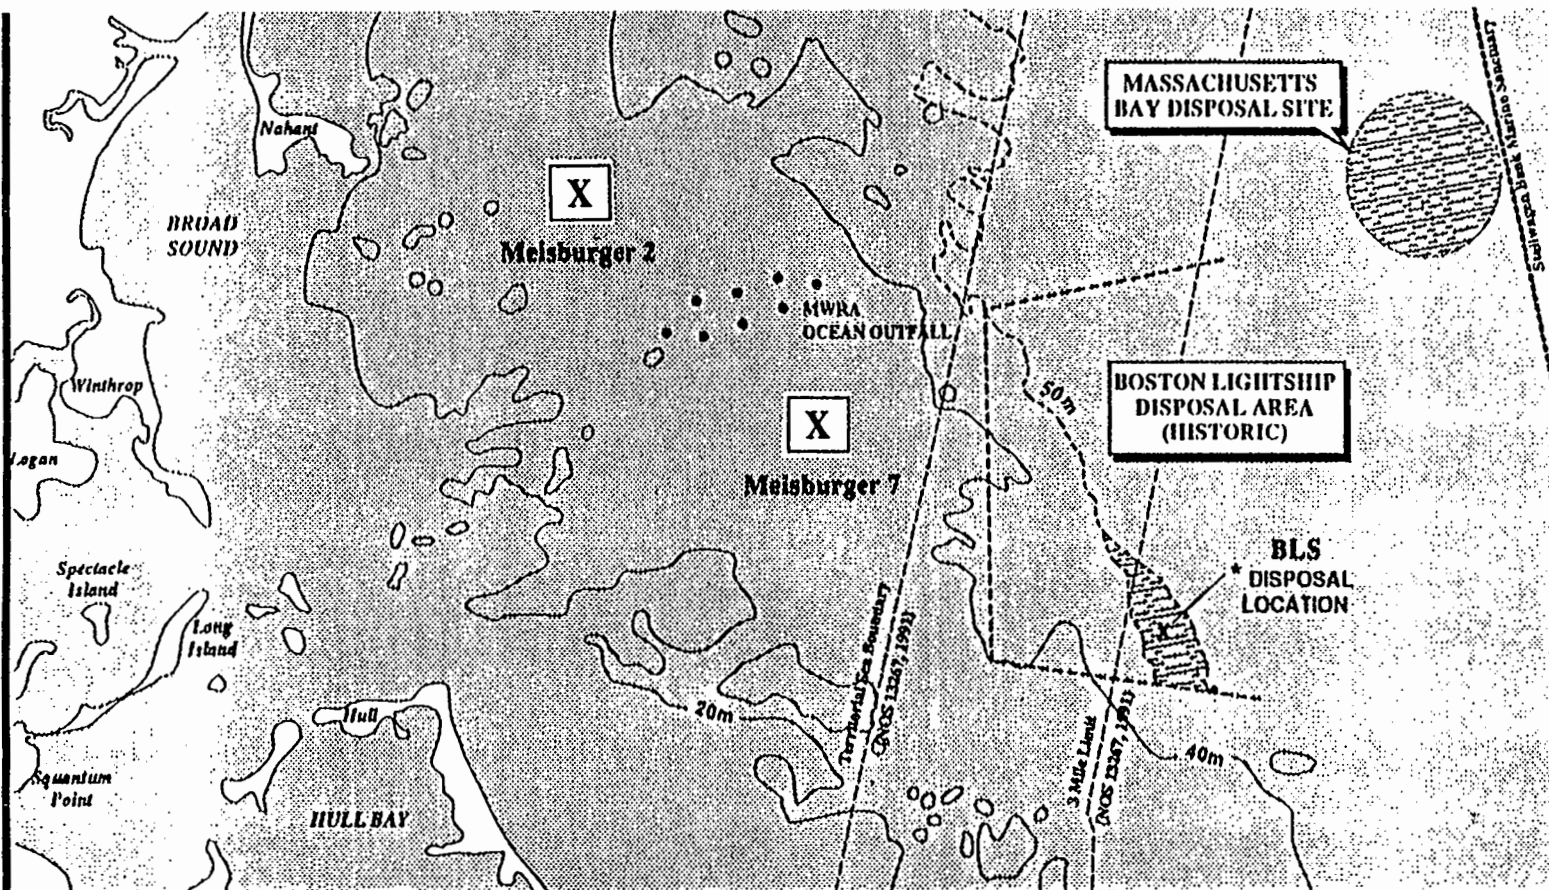 MASSACHUSETTS
BAY DISPOSAL SITE
Stellwagen Bank Marine Sanctuary
Nahant
BROAD
SOUND
X
Meisburger 2
MWRA
OCEAN OUTFALL
Winthrop
BOSTON LIGHTSHIP
DISPOSAL AREA
(HISTORIC)
50m
X
Meisburger 7
Logan
BLS
* DISPOSAL
LOCATION
Spectacle
Island
Long
Island
Territorial Sea Boundary
(NOS 13267, 1991)
20m
Hull
3 Mile Limit
(NOS 13267, 1991)
40m
Squantum
Point
HULL BAY